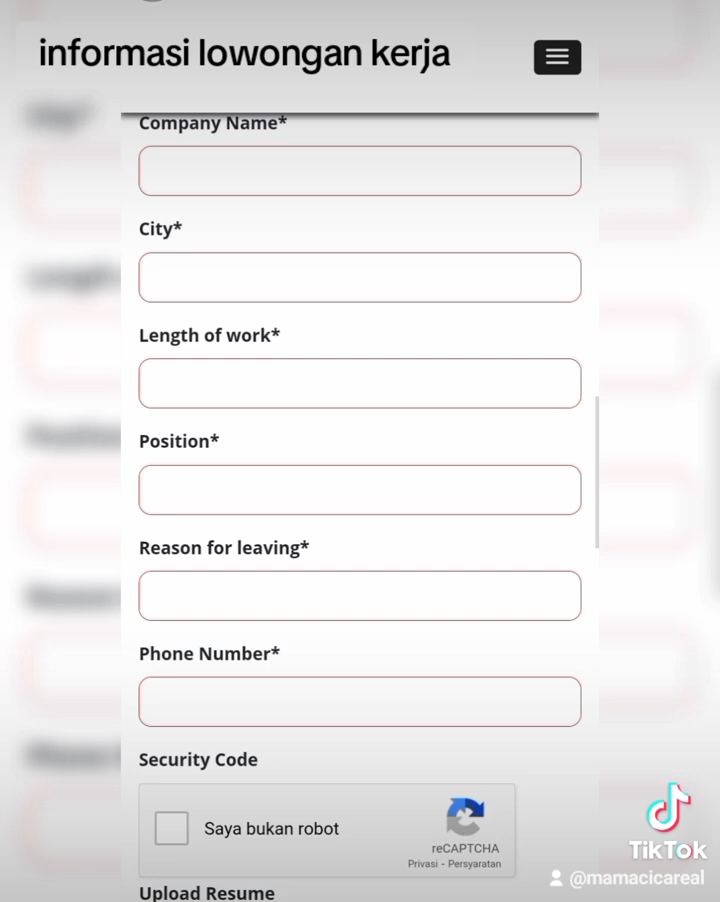 informasi lowongan kerja
Company Name*
City*
Length of work*
Position*
Reason for leaving*
Phone Number*
Security Code
Saya bukan robot
reCAPTCHA
Privasi - Persyaratan
Upload Resume
TikTok
@mamacicareal